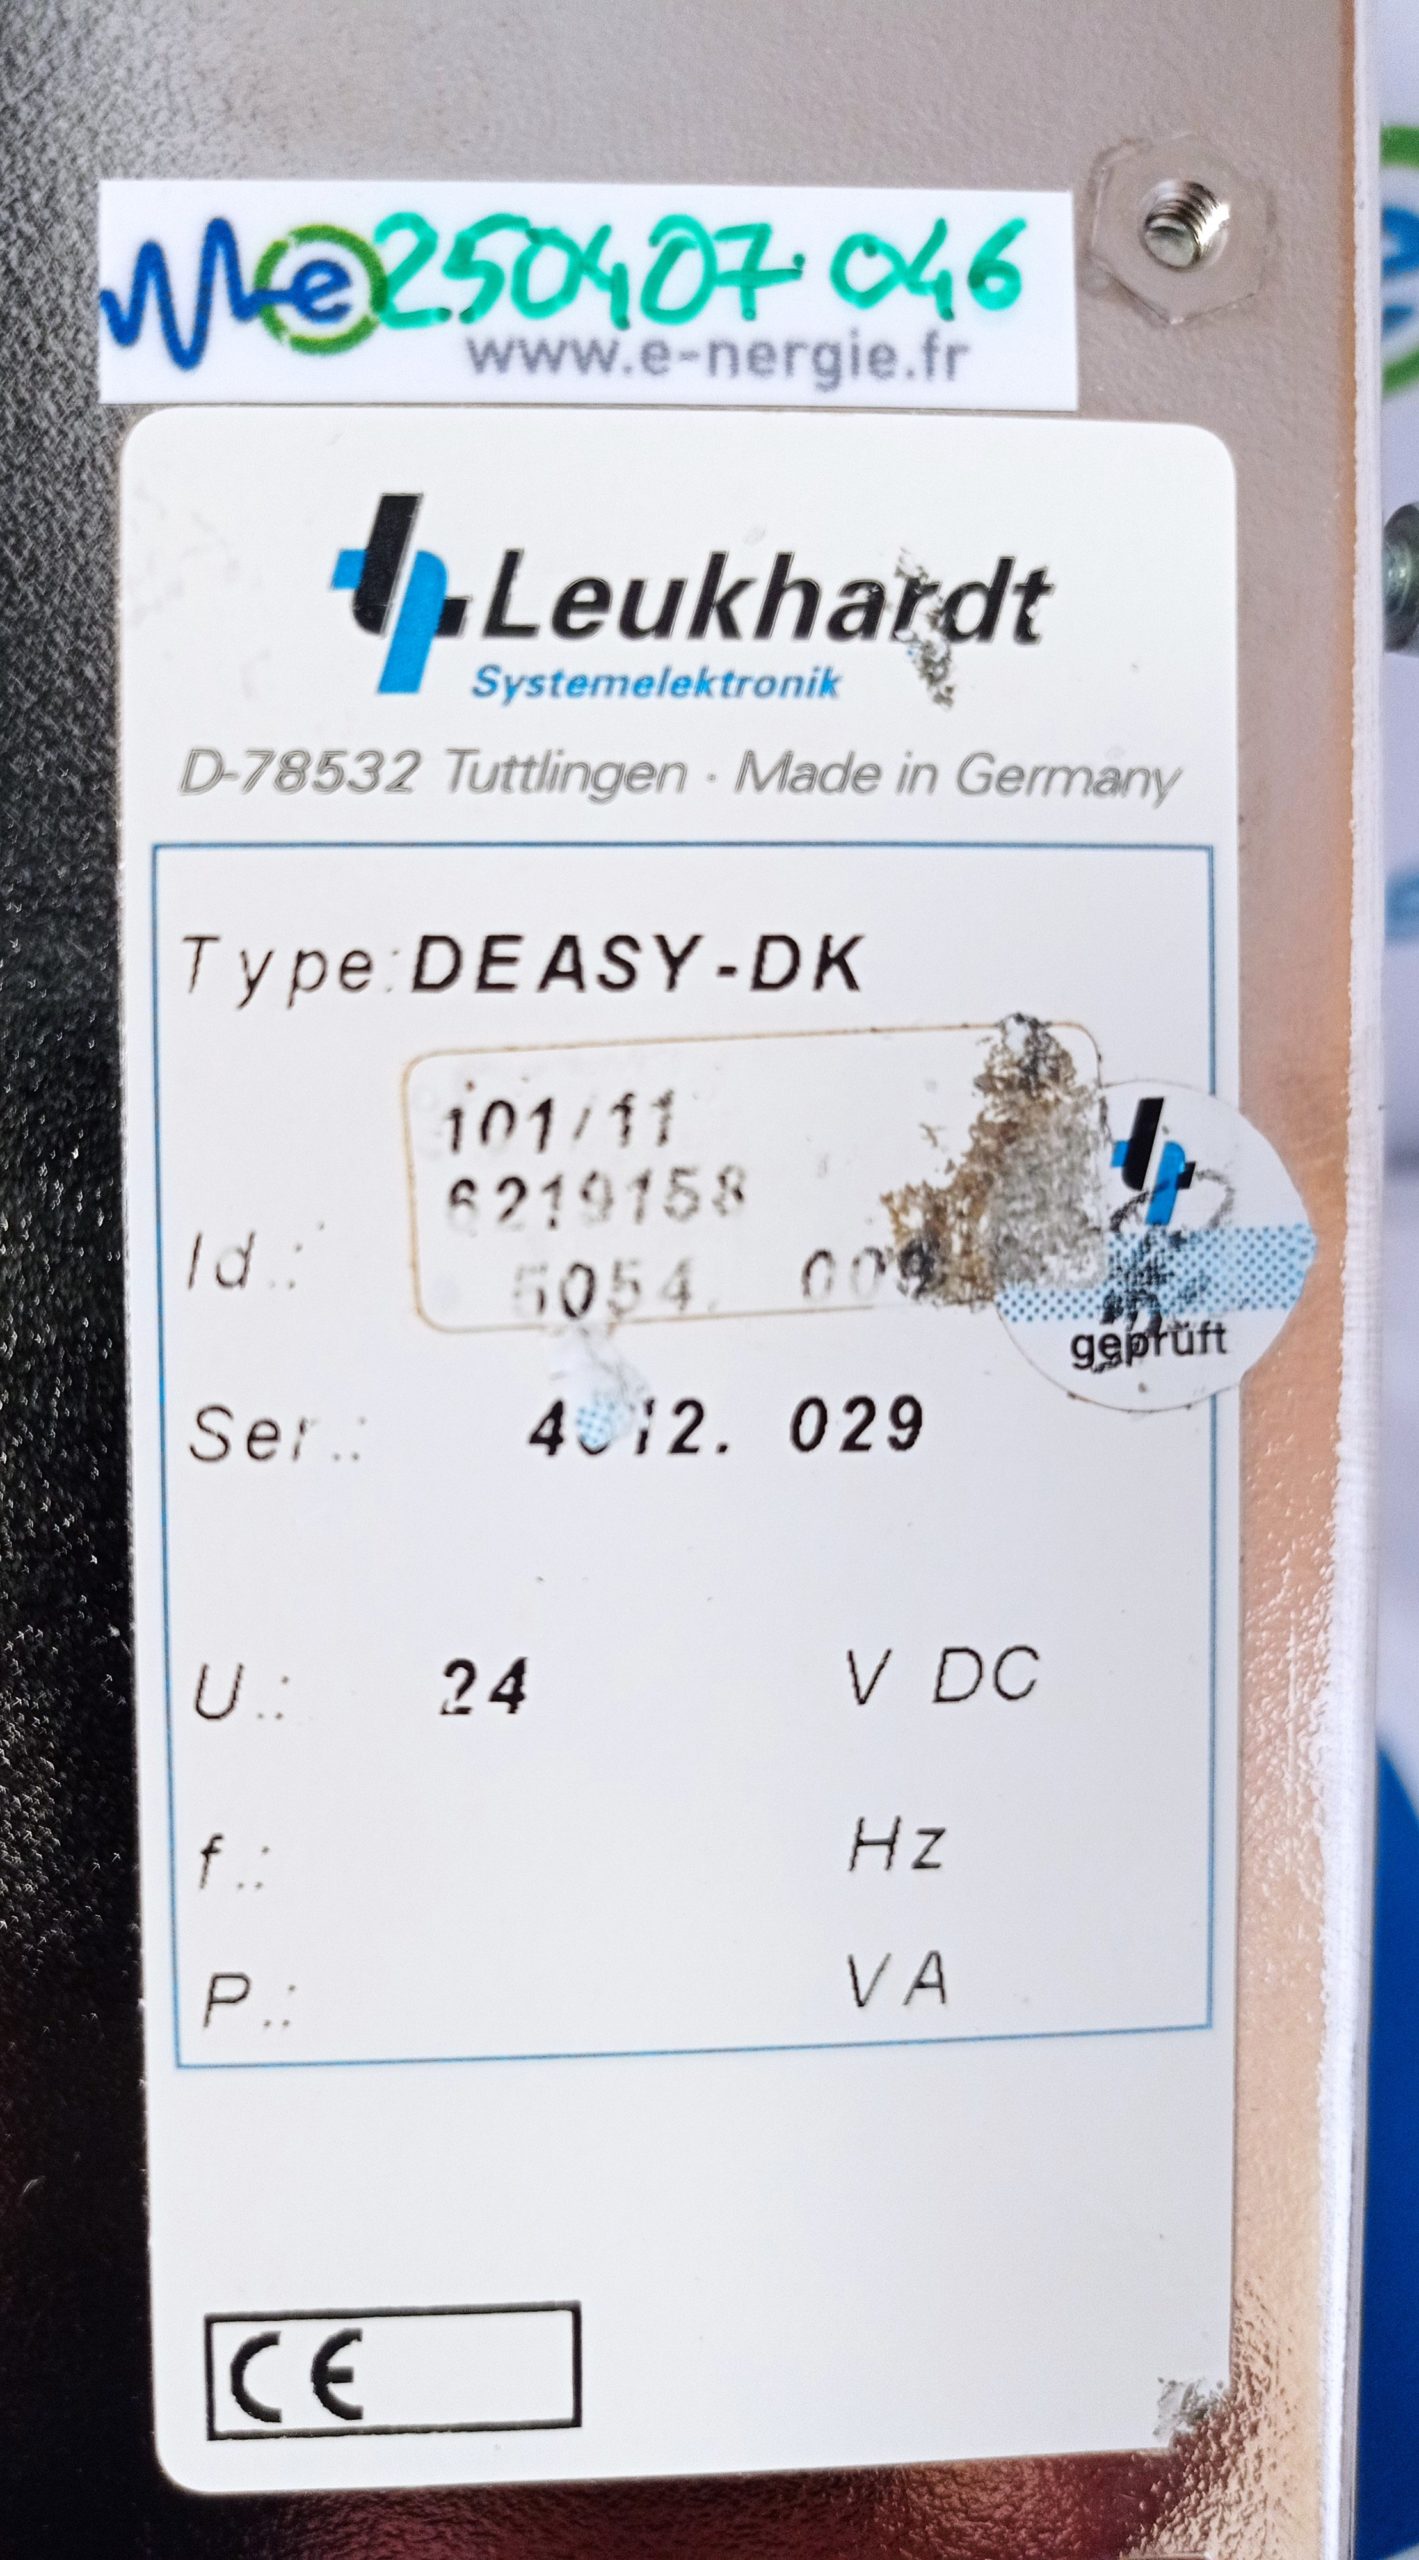 e 250407.046
www.e-nergie.fr
Leukhardt
Systemelektronik
D-78532 Tuttlingen · Made in Germany
Type: DEASY-DK
101/11
6219158
Id.: 5054. 009
geprüft
Ser.: 029
U.: 24 V DC
f.: Hz
P.: VA
CE